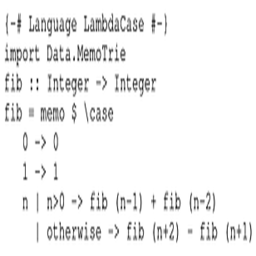 {-# Language LambdaCase #-}
import Data.MemoTrie
fib :: Integer -> Integer
fib = memo $ \case
0 -> 0
1 -> 1
n | n>0 -> fib (n-1) + fib (n-2)
| otherwise -> fib (n+2) - fib (n+1)